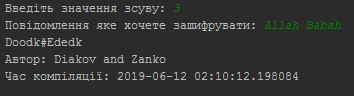 Введіть значення зсуву: 3
Повідомлення яке хочете зашифрувати: Allah Babah
Doodk#Ededk
Автор: Diakov and Zanko
Час компіляції: 2019-06-12 02:10:12.198084